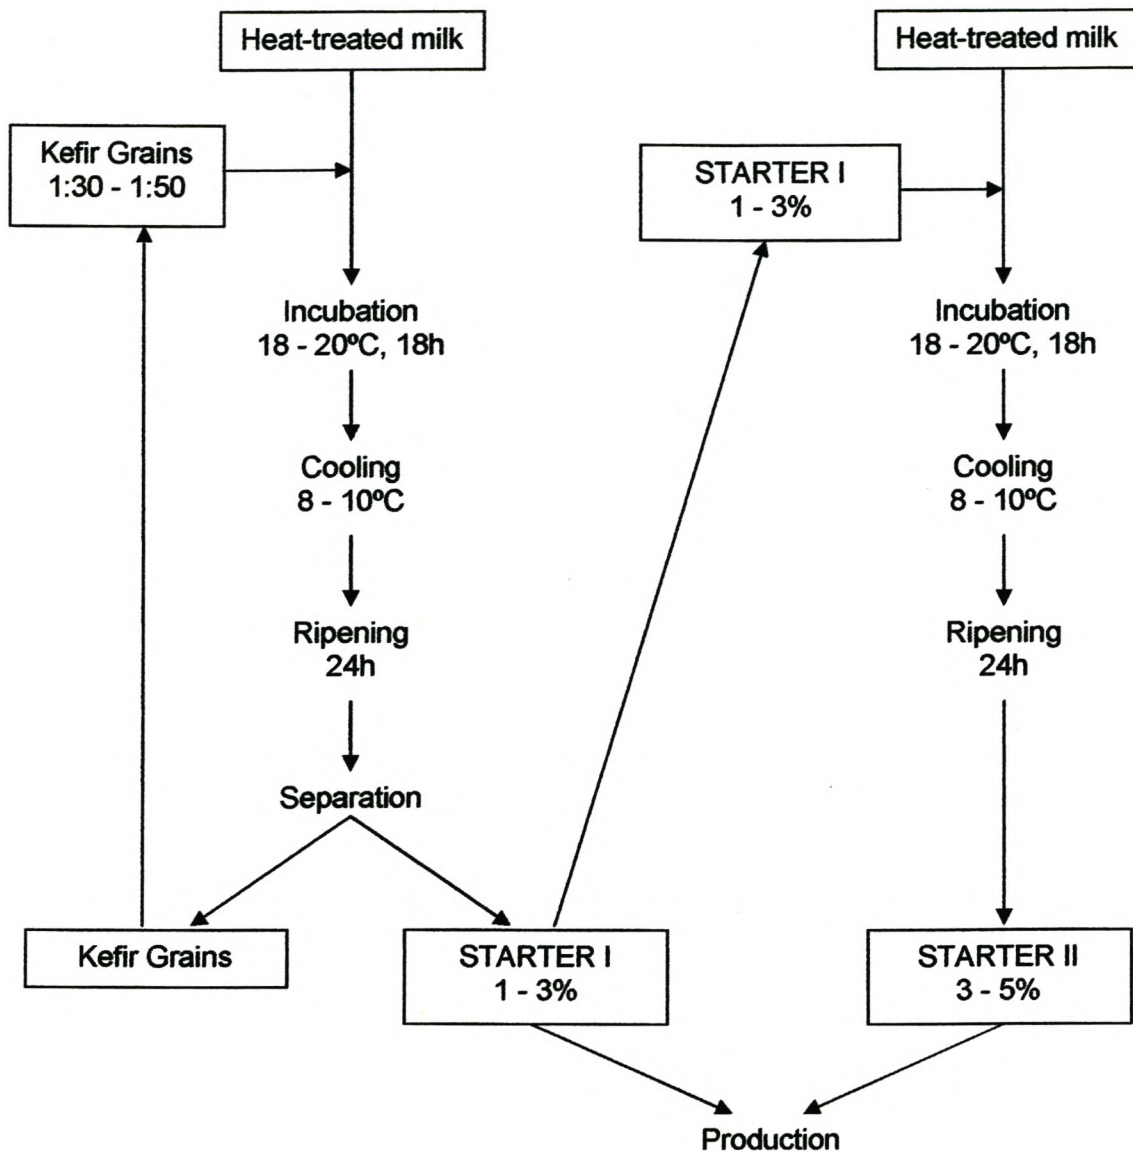 Heat-treated milk
Kefir Grains
1:30 - 1:50
Incubation
18 - 20ºC, 18h
Cooling
8 - 10ºC
Ripening
24h
Separation
Kefir Grains
STARTER I
1 - 3%
Heat-treated milk
STARTER I
1 - 3%
Incubation
18 - 20ºC, 18h
Cooling
8 - 10ºC
Ripening
24h
STARTER II
3 - 5%
Production